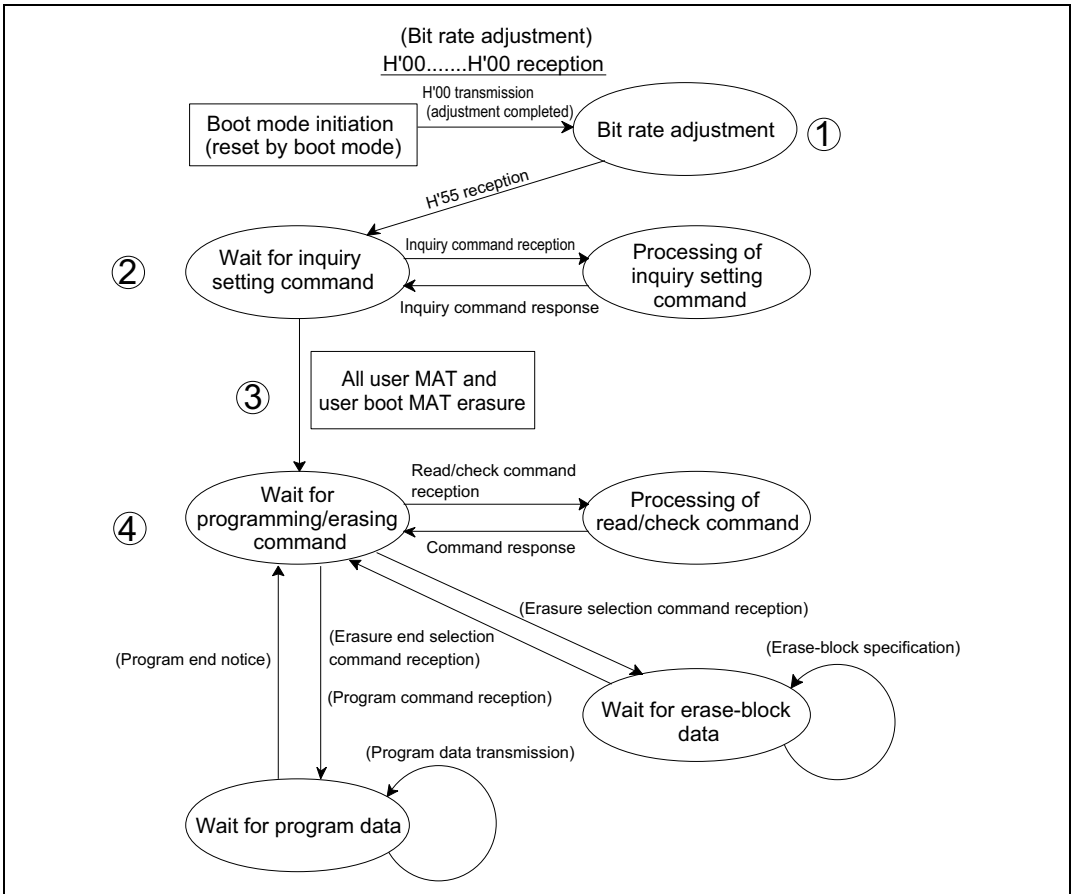 (Bit rate adjustment)
H'00.......H'00 reception
H'00 transmission
(adjustment completed)
Boot mode initiation
(reset by boot mode)
Bit rate adjustment
1
H'55 reception
2
Wait for inquiry
setting command
Inquiry command reception
Processing of
inquiry setting
command
Inquiry command response
3
All user MAT and
user boot MAT erasure
4
Wait for
programming/erasing
command
Read/check command
reception
Processing of
read/check command
Command response
(Erasure selection command reception)
(Program end notice)
(Erasure end selection
command reception)
(Program command reception)
(Erase-block specification)
Wait for erase-block
data
(Program data transmission)
Wait for program data